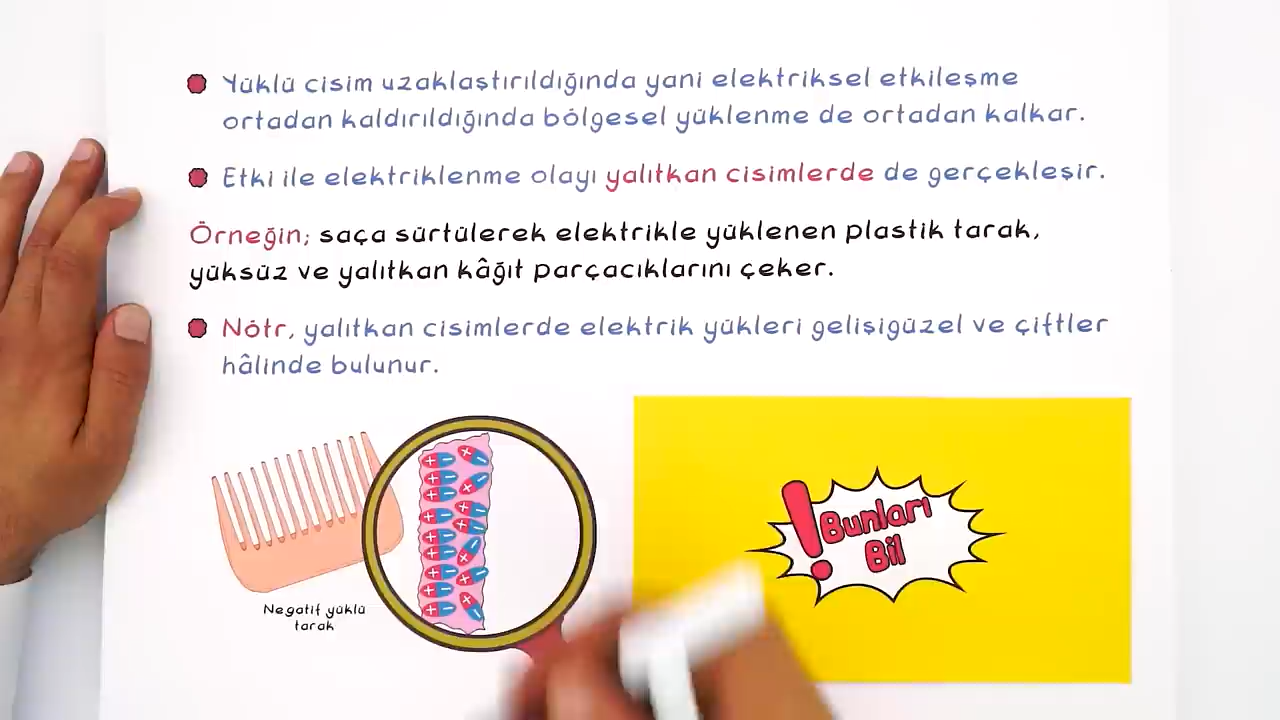 Yüklü cisim uzaklaştırıldığında yani elektriksel etkileşme
ortadan kaldırıldığında bölgesel yüklenme de ortadan kalkar.
Etki ile elektriklenme olayı yalıtkan cisimlerde de gerçekleşir.
Örneğin; saça sürtülerek elektrikle yüklenen plastik tarak,
yüksüz ve yalıtkan kâğıt parçacıklarını çeker.
Nötr, yalıtkan cisimlerde elektrik yükleri gelişigüzel ve çiftler
hâlinde bulunur.
Negatif yüklü
tarak
Bunları
Bil